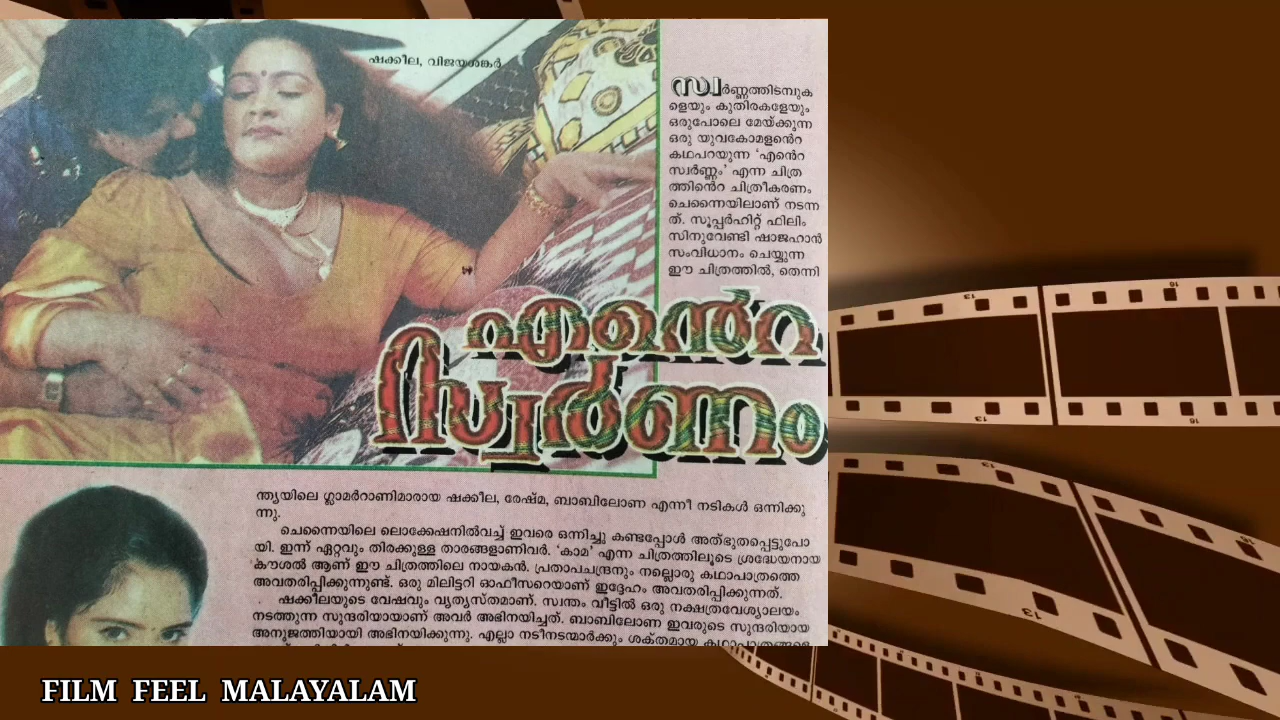 ഷക്കീല, വിജയശങ്കർ
സ്വർണ്ണത്തിടമ്പുക
ളെയും കുതിരകളേയും
ഒരുപോലെ മേയ്ക്കുന്ന
ഒരു യുവകോമളന്റെ
കഥപറയുന്ന 'എന്റെ
സ്വർണ്ണം' എന്ന ചിത്ര
ത്തിന്റെ ചിത്രീകരണം
ചെന്നൈയിലാണ് നടന്ന
ത്. സൂപ്പർഹിറ്റ് ഫിലിം
സിനുവേണ്ടി ഷാജഹാൻ
സംവിധാനം ചെയ്യുന്ന
ഈ ചിത്രത്തിൽ, തെന്നി
എന്റെ
സ്വർണം
ന്ത്യയിലെ ഗ്ലാമർറാണിമാരായ ഷക്കീല, രേഷ്മ, ബാബിലോണ എന്നീ നടികൾ ഒന്നിക്കു
ന്നു.
ചെന്നൈയിലെ ലൊക്കേഷനിൽവച്ച് ഇവരെ ഒന്നിച്ചു കണ്ടപ്പോൾ അത്ഭുതപ്പെട്ടുപോ
യി. ഇന്ന് ഏറ്റവും തിരക്കുള്ള താരങ്ങളാണിവർ. 'കാമ' എന്ന ചിത്രത്തിലൂടെ ശ്രദ്ധേയനായ
കൗശൽ ആണ് ഈ ചിത്രത്തിലെ നായകൻ. പ്രതാപചന്ദ്രനും നല്ലൊരു കഥാപാത്രത്തെ
അവതരിപ്പിക്കുന്നുണ്ട്. ഒരു മിലിട്ടറി ഓഫീസറെയാണ് ഇദ്ദേഹം അവതരിപ്പിക്കുന്നത്.
ഷക്കീലയുടെ വേഷവും വ്യത്യസ്തമാണ്. സ്വന്തം വീട്ടിൽ ഒരു നക്ഷത്രവേശ്യാലയം
നടത്തുന്ന സുന്ദരിയായാണ് അവർ അഭിനയിച്ചത്. ബാബിലോണ ഇവരുടെ സുന്ദരിയായ
അനുജത്തിയായി അഭിനയിക്കുന്നു. എല്ലാ നടീനടന്മാർക്കും ശക്തമായ കഥാപാത്രങ്ങളെ
FILM FEEL MALAYALAM